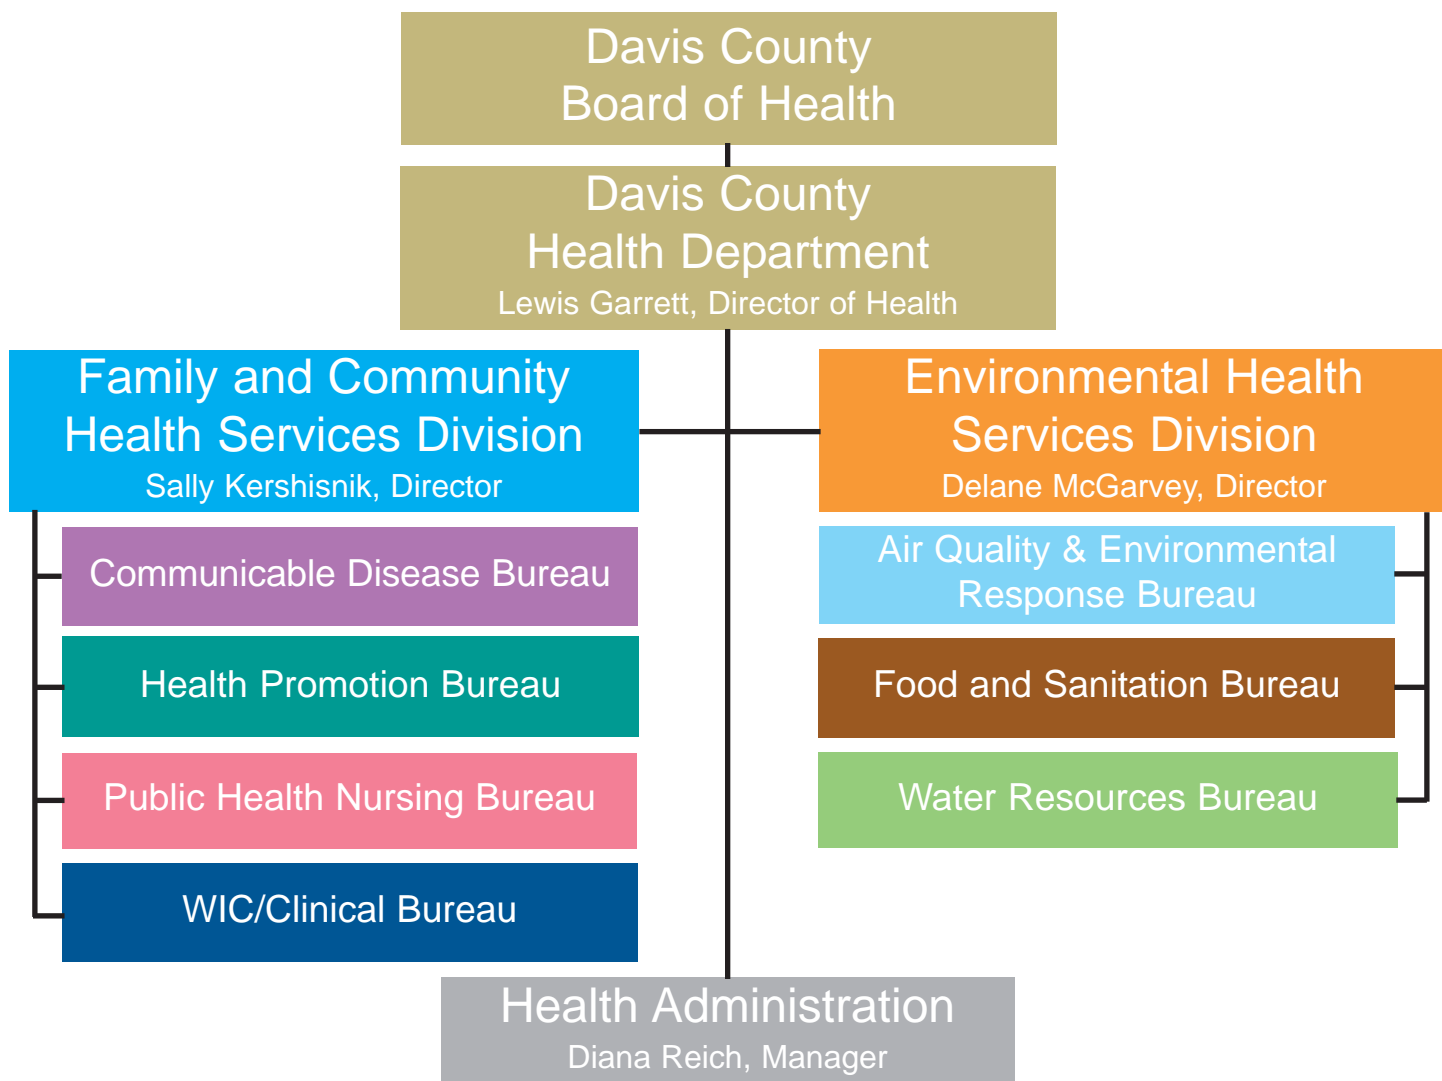 Davis County
Board of Health
Davis County
Health Department
Lewis Garrett, Director of Health
Family and Community
Health Services Division
Sally Kershisnik, Director
Communicable Disease Bureau
Health Promotion Bureau
Public Health Nursing Bureau
WIC/Clinical Bureau
Environmental Health
Services Division
Delane McGarvey, Director
Air Quality & Environmental
Response Bureau
Food and Sanitation Bureau
Water Resources Bureau
Health Administration
Diana Reich, Manager